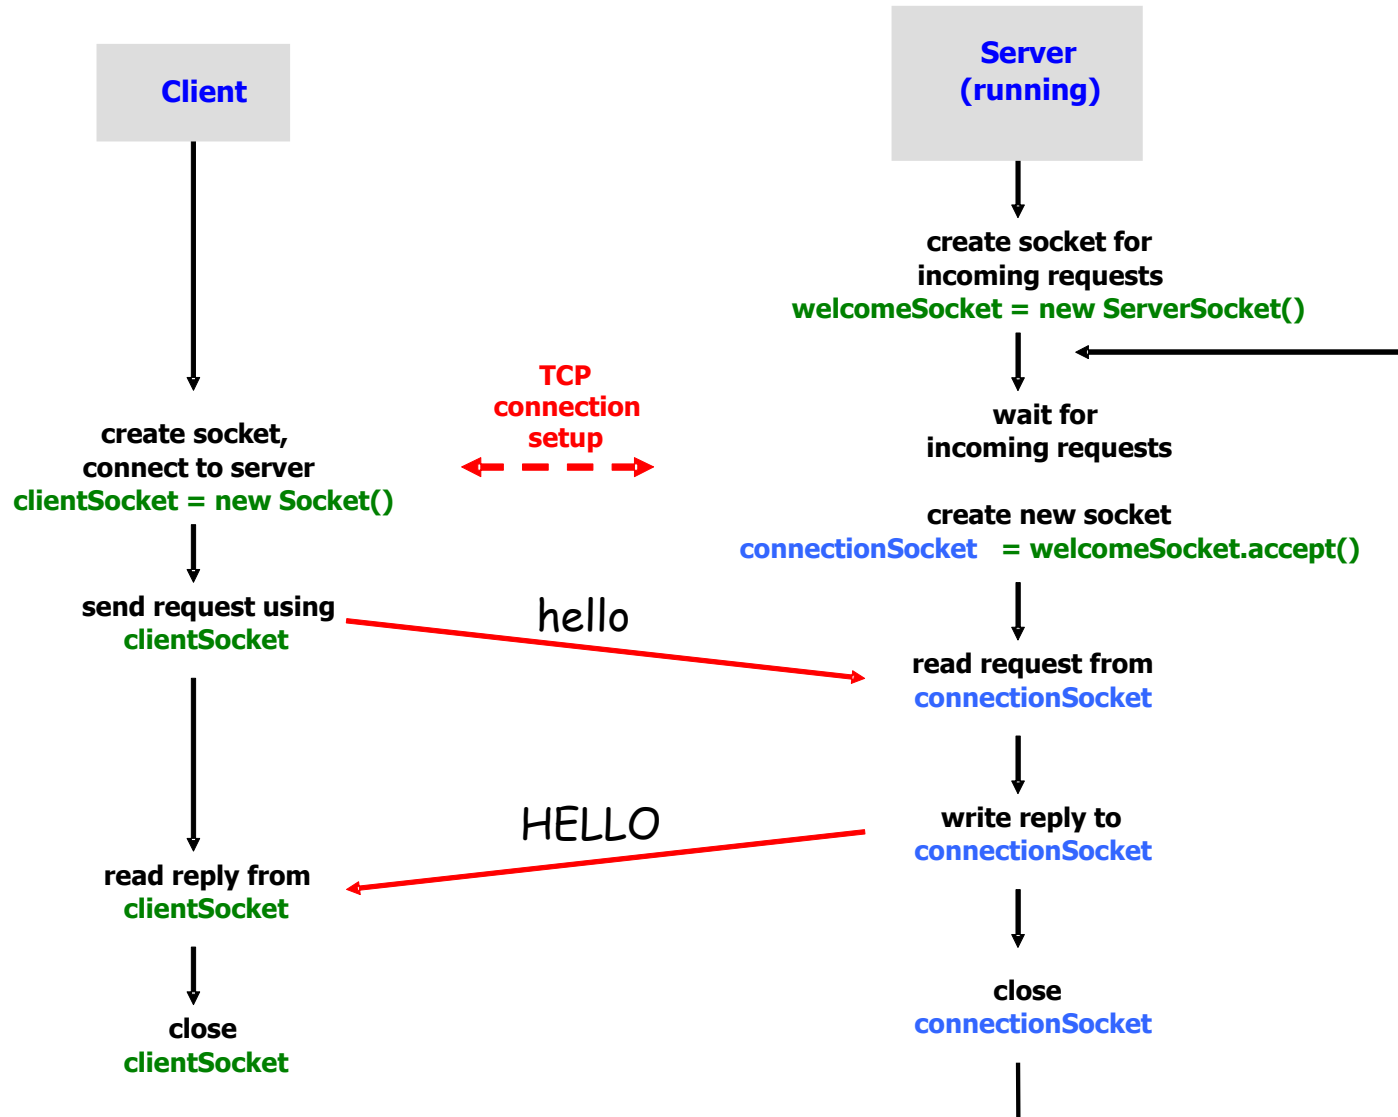 Client
Server
(running)
create socket for
incoming requests
welcomeSocket = new ServerSocket()
TCP
connection
setup
wait for
incoming requests
create socket,
connect to server
clientSocket = new Socket()
create new socket
connectionSocket = welcomeSocket.accept()
send request using
clientSocket
hello
read request from
connectionSocket
HELLO
write reply to
connectionSocket
read reply from
clientSocket
close
connectionSocket
close
clientSocket